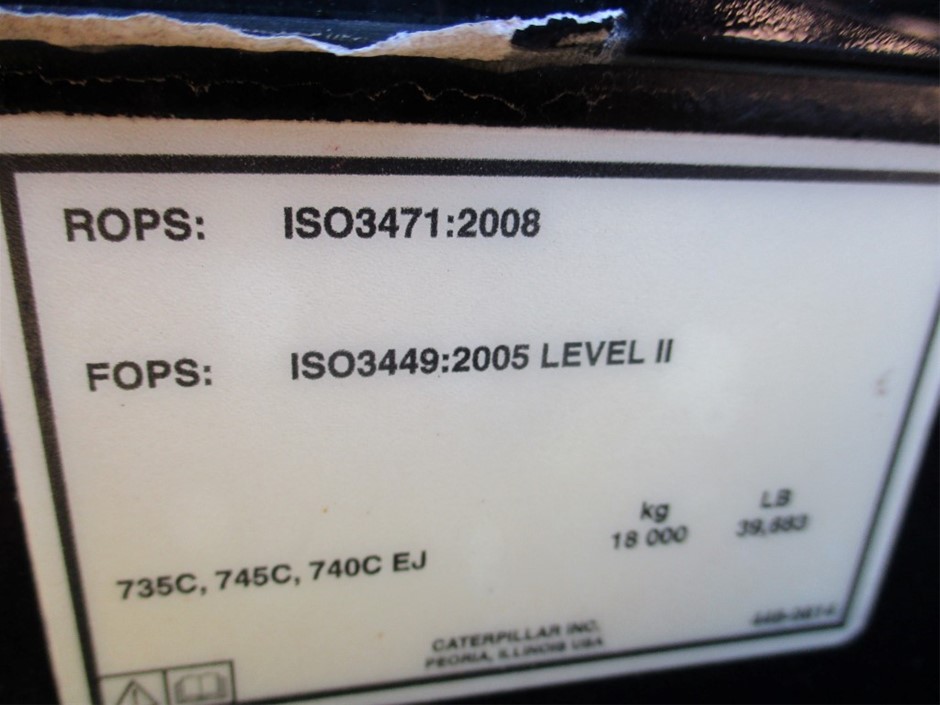 ROPS: ISO3471:2008
FOPS: ISO3449:2005 LEVEL II
kg LB
18 000 39,683
735C, 745C, 740C EJ
CATERPILLAR INC.
PEORIA, ILLINOIS USA